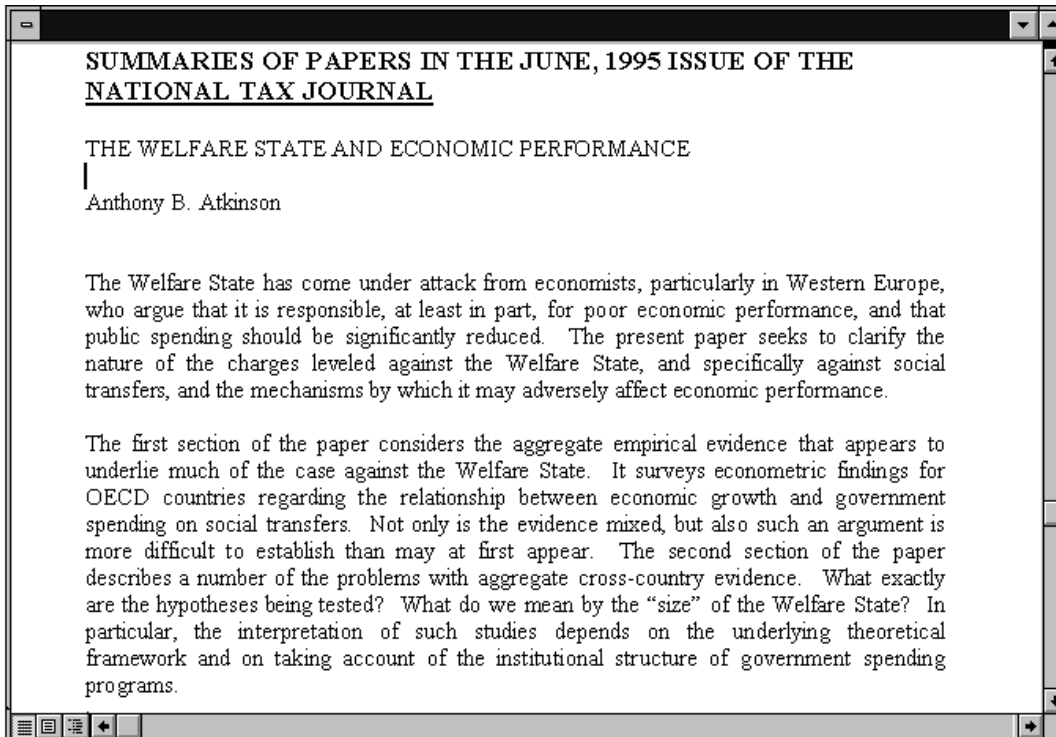 SUMMARIES OF PAPERS IN THE JUNE, 1995 ISSUE OF THE
NATIONAL TAX JOURNAL
THE WELFARE STATE AND ECONOMIC PERFORMANCE
Anthony B. Atkinson
The Welfare State has come under attack from economists, particularly in Western Europe,
who argue that it is responsible, at least in part, for poor economic performance, and that
public spending should be significantly reduced.  The present paper seeks to clarify the
nature of the charges leveled against the Welfare State, and specifically against social
transfers, and the mechanisms by which it may adversely affect economic performance.
The first section of the paper considers the aggregate empirical evidence that appears to
underlie much of the case against the Welfare State.  It surveys econometric findings for
OECD countries regarding the relationship between economic growth and government
spending on social transfers.  Not only is the evidence mixed, but also such an argument is
more difficult to establish than may at first appear.  The second section of the paper
describes a number of the problems with aggregate cross-country evidence.  What exactly
are the hypotheses being tested?  What do we mean by the “size” of the Welfare State?  In
particular, the interpretation of such studies depends on the underlying theoretical
framework and on taking account of the institutional structure of government spending
programs.